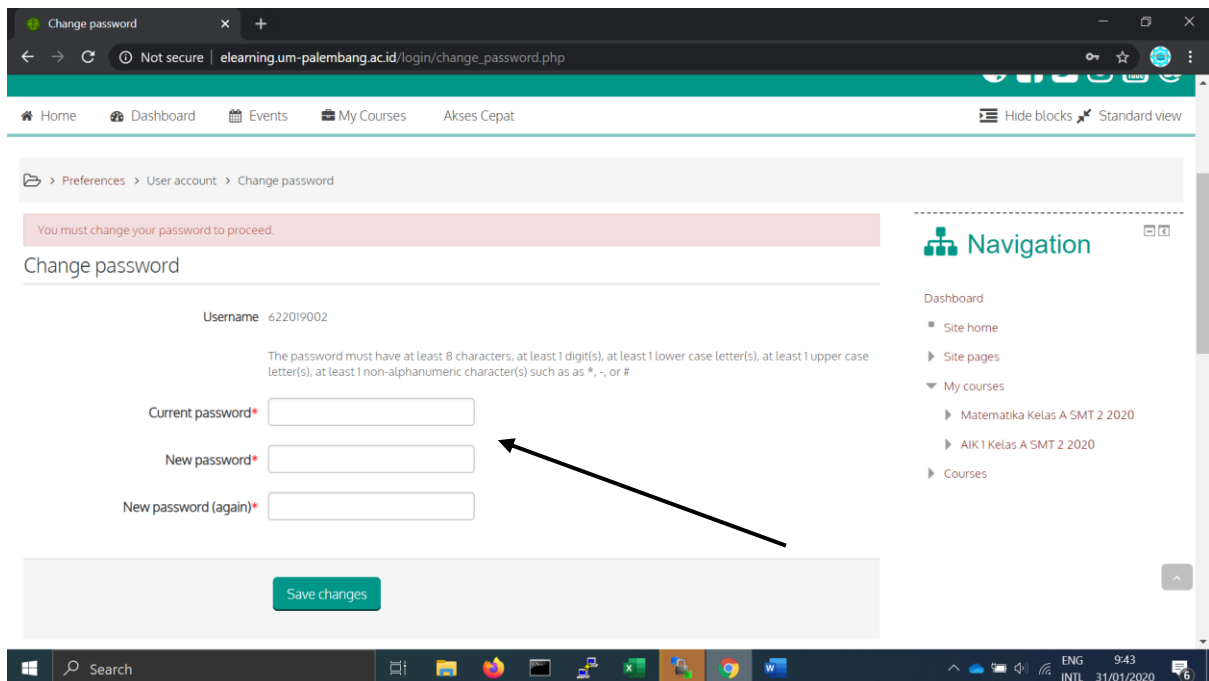 Change password
Not secure | elearning.um-palembang.ac.id/login/change_password.php
Home Dashboard Events My Courses Akses Cepat Hide blocks Standard view
> Preferences > User account > Change password
You must change your password to proceed.
Change password
Username 622019002
The password must have at least 8 characters, at least 1 digit(s), at least 1 lower case letter(s), at least 1 upper case
letter(s), at least 1 non-alphanumeric character(s) such as as *, -, or #
Current password*
New password*
New password (again)*
Save changes
Navigation
Dashboard
Site home
Site pages
My courses
Matematika Kelas A SMT 2 2020
AIK 1 Kelas A SMT 2 2020
Courses
Search
ENG 9:43
INTL 31/01/2020 6